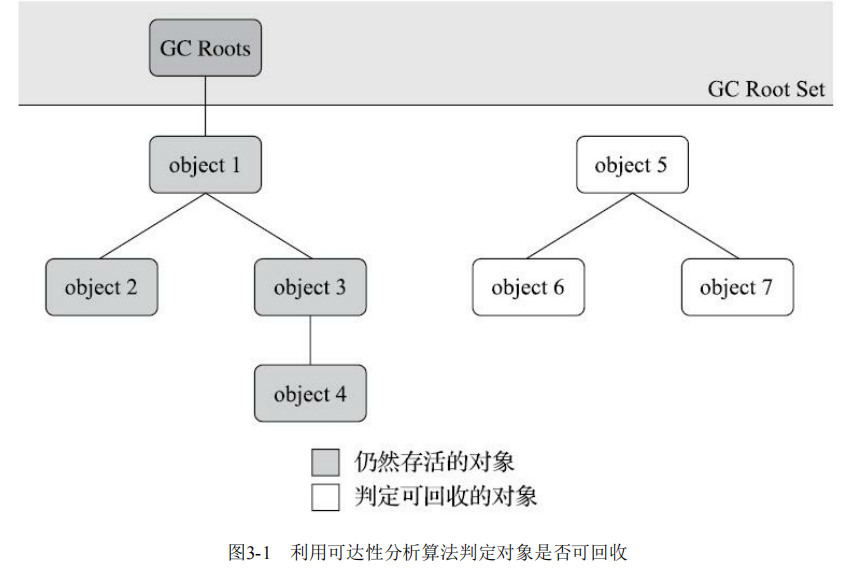 GC Roots
GC Root Set
object 1
object 5
object 2
object 3
object 6
object 7
object 4
仍然存活的对象
判定可回收的对象
图3-1 利用可达性分析算法判定对象是否可回收